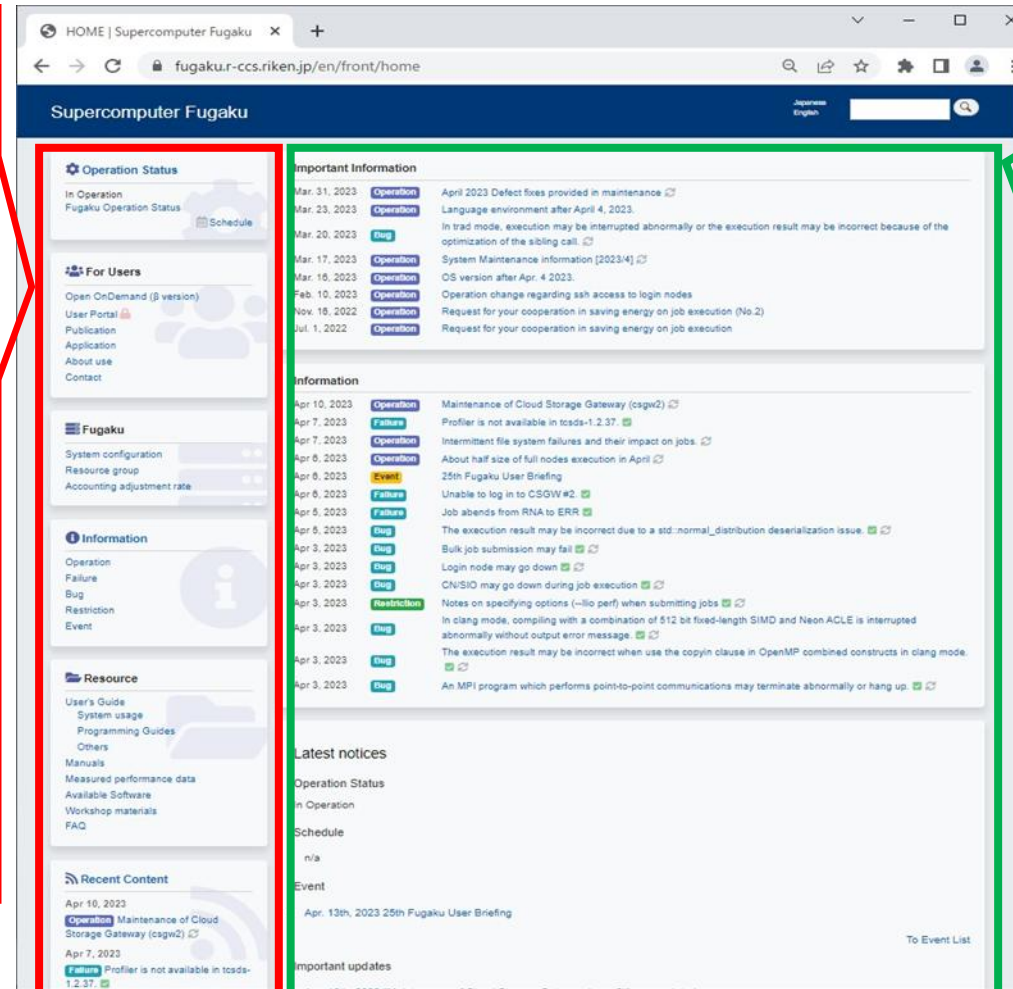 HOME | Supercomputer Fugaku
fugaku.r-ccs.riken.jp/en/front/home
Supercomputer Fugaku
Japanese
English
Operation Status
In Operation
Fugaku Operation Status
Schedule
For Users
Open OnDemand (β version)
User Portal
Publication
Application
About use
Contact
Fugaku
System configuration
Resource group
Accounting adjustment rate
Information
Operation
Failure
Bug
Restriction
Event
Resource
User's Guide
System usage
Programming Guides
Others
Manuals
Measured performance data
Available Software
Workshop materials
FAQ
Recent Content
Apr 10, 2023
Operation Maintenance of Cloud
Storage Gateway (csgw2)
Apr 7, 2023
Failure Profiler is not available in tcsds-
1.2.37.
Important Information
Mar. 31, 2023 Operation April 2023 Defect fixes provided in maintenance
Mar. 23, 2023 Operation Language environment after April 4, 2023.
Mar. 20, 2023 Bug In trad mode, execution may be interrupted abnormally or the execution result may be incorrect because of the
optimization of the sibling call.
Mar. 17, 2023 Operation System Maintenance information [2023/4]
Mar. 16, 2023 Operation OS version after Apr. 4 2023.
Feb. 10, 2023 Operation Operation change regarding ssh access to login nodes
Nov. 16, 2022 Operation Request for your cooperation in saving energy on job execution (No.2)
Jul. 1, 2022 Operation Request for your cooperation in saving energy on job execution
Information
Apr 10, 2023 Operation Maintenance of Cloud Storage Gateway (csgw2)
Apr 7, 2023 Failure Profiler is not available in tcsds-1.2.37.
Apr 7, 2023 Operation Intermittent file system failures and their impact on jobs.
Apr 6, 2023 Operation About half size of full nodes execution in April
Apr 6, 2023 Event 25th Fugaku User Briefing
Apr 6, 2023 Failure Unable to log in to CSGW #2.
Apr 5, 2023 Failure Job abends from RNA to ERR
Apr 5, 2023 Bug The execution result may be incorrect due to a std::normal_distribution deserialization issue.
Apr 3, 2023 Bug Bulk job submission may fail
Apr 3, 2023 Bug Login node may go down
Apr 3, 2023 Bug CN/SIO may go down during job execution
Apr 3, 2023 Restriction Notes on specifying options (--llio perf) when submitting jobs
Apr 3, 2023 Bug In clang mode, compiling with a combination of 512 bit fixed-length SIMD and Neon ACLE is interrupted
abnormally without output error message.
Apr 3, 2023 Bug The execution result may be incorrect when use the copyin clause in OpenMP combined constructs in clang mode.
Apr 3, 2023 Bug An MPI program which performs point-to-point communications may terminate abnormally or hang up.
Latest notices
Operation Status
In Operation
Schedule
n/a
Event
Apr. 13th, 2023 25th Fugaku User Briefing
To Event List
Important updates